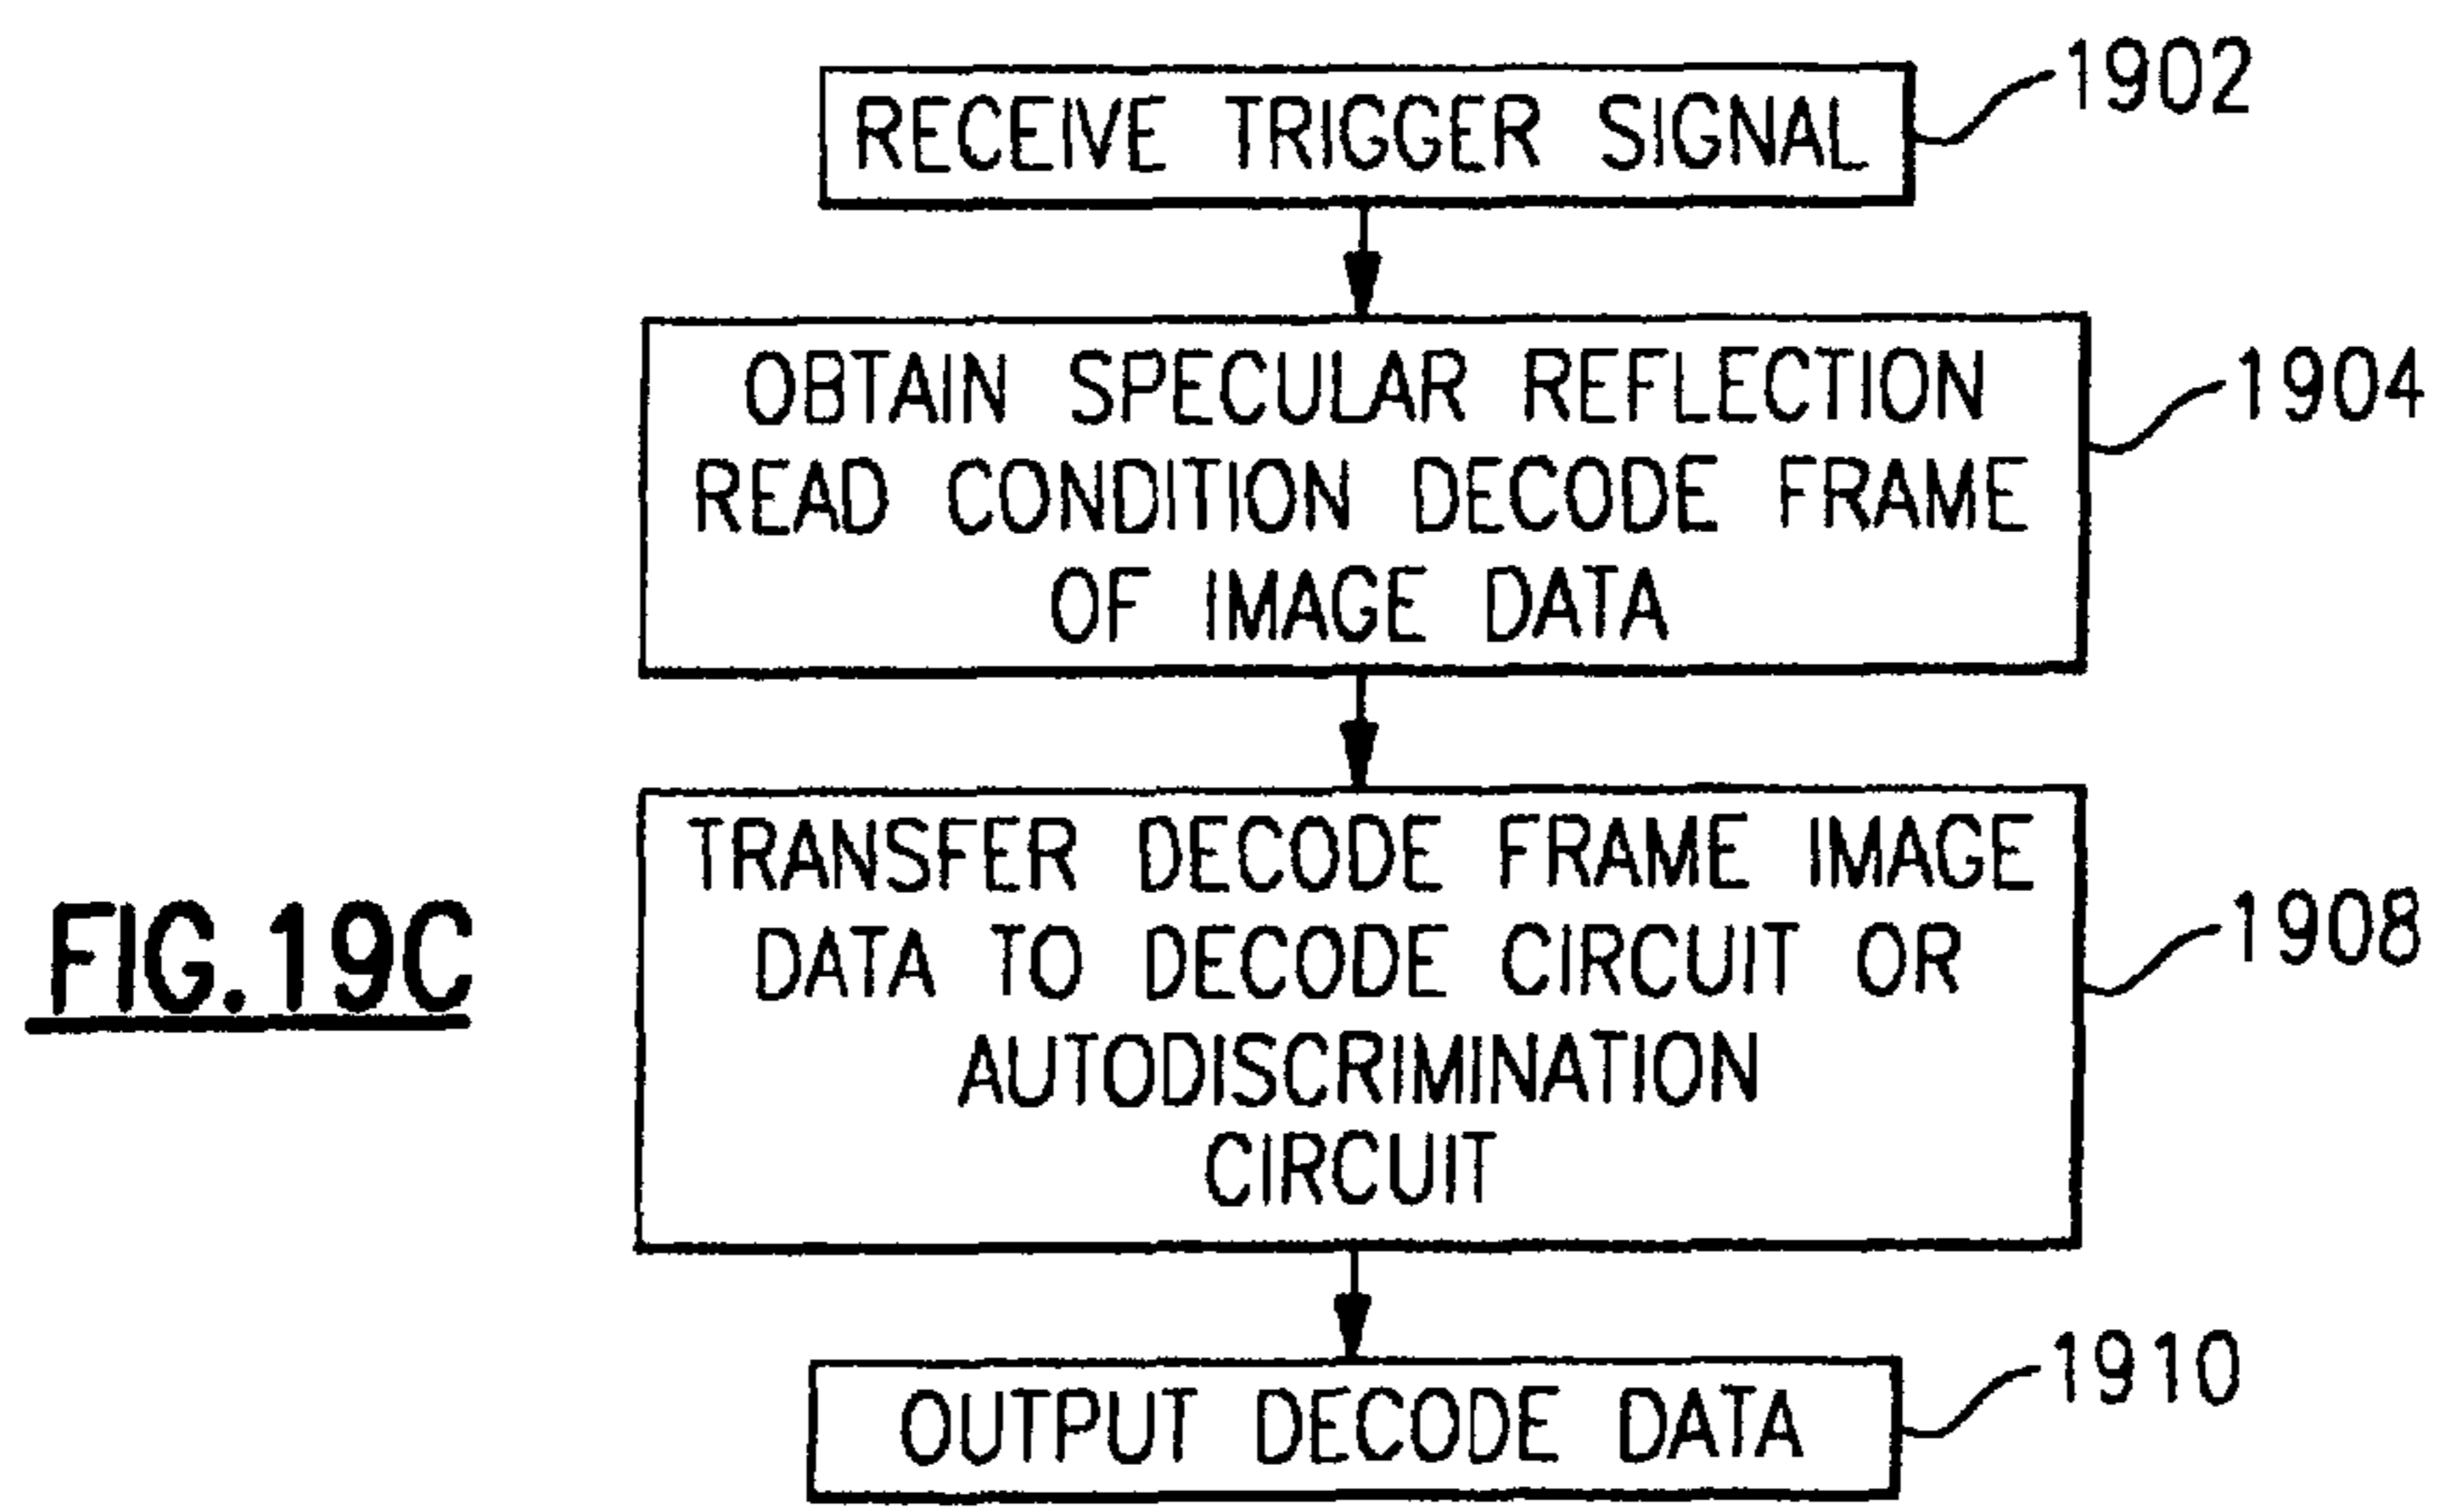 RECEIVE TRIGGER SIGNAL
1902
OBTAIN SPECULAR REFLECTION
READ CONDITION DECODE FRAME
OF IMAGE DATA
1904
TRANSFER DECODE FRAME IMAGE
DATA TO DECODE CIRCUIT OR
AUTODISCRIMINATION
CIRCUIT
1908
FIG.19C
OUTPUT DECODE DATA
1910